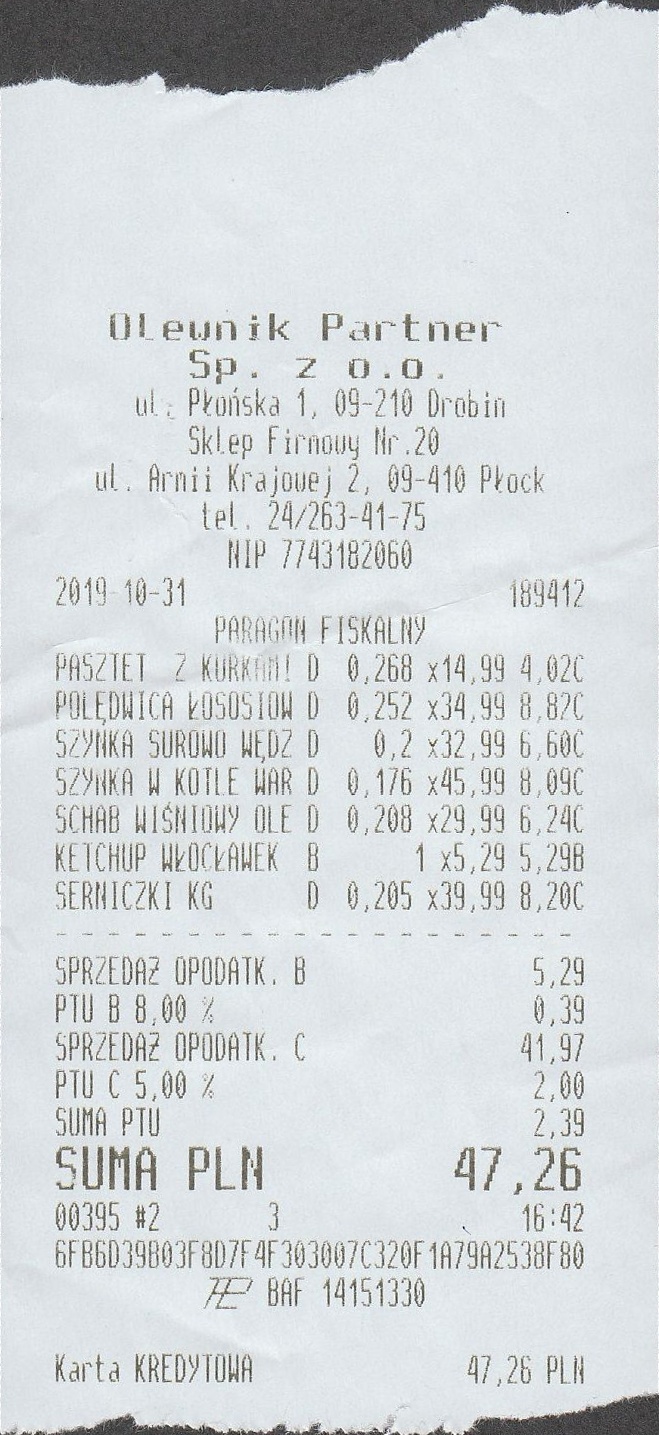 Olewnik Partner
Sp. z o.o.
ul. Płońska 1, 09-210 Drobin
Sklep Firmowy Nr.20
ul. Armii Krajowej 2, 09-410 Płock
tel. 24/263-41-75
NIP 7743182060
2019-10-31 189412
PARAGON FISKALNY
PASZTET Z KURKAMI D 0,268 x14,99 4,02C
POLĘDWICA ŁOSOSIOW D 0,252 x34,99 8,82C
SZYNKA SUROWO WĘDZ D 0,2 x32,99 6,60C
SZYNKA W KOTLE WAR D 0,176 x45,99 8,09C
SCHAB WIŚNIOWY OLE D 0,208 x29,99 6,24C
KETCHUP WŁOCŁAWEK B 1 x5,29 5,29B
SERNICZKI KG D 0,205 x39,99 8,20C
- - - - - - - - - - - - - - - - - - - -
SPRZEDAŻ OPODATK. B 5,29
PTU B 8,00 % 0,39
SPRZEDAŻ OPODATK. C 41,97
PTU C 5,00 % 2,00
SUMA PTU 2,39
SUMA PLN 47,26
00395 #2 3 16:42
6FB6D39B03F8D7F4F303007C320F1A79A2538F80
BAF 14151330
Karta KREDYTOWA 47,26 PLN